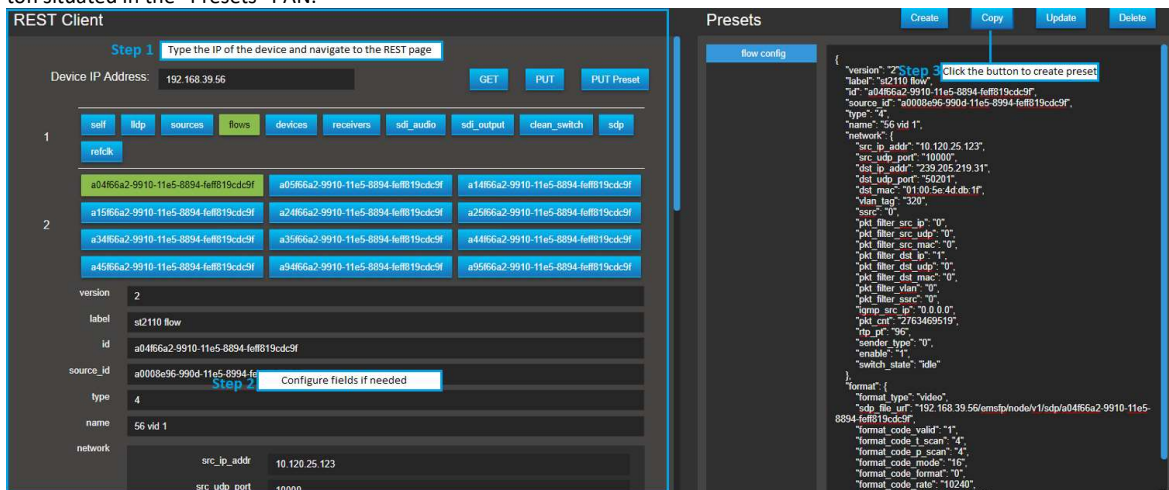 ton situated in the "Presets" PAN.
REST Client
Step 1 Type the IP of the device and navigate to the REST page
Device IP Address: 192.168.39.56 GET PUT PUT Preset
1
self lldp sources flows devices receivers sdi_audio sdi_output clean_switch sdp
refclk
2
a04f66a2-9910-11e5-8894-feff819cdc9f a05f66a2-9910-11e5-8894-feff819cdc9f a14f66a2-9910-11e5-8894-feff819cdc9f
a15f66a2-9910-11e5-8894-feff819cdc9f a24f66a2-9910-11e5-8894-feff819cdc9f a25f66a2-9910-11e5-8894-feff819cdc9f
a34f66a2-9910-11e5-8894-feff819cdc9f a35f66a2-9910-11e5-8894-feff819cdc9f a44f66a2-9910-11e5-8894-feff819cdc9f
a45f66a2-9910-11e5-8894-feff819cdc9f a94f66a2-9910-11e5-8894-feff819cdc9f a95f66a2-9910-11e5-8894-feff819cdc9f
version 2
label st2110 flow
id a04f66a2-9910-11e5-8894-feff819cdc9f
source_id a0008e96-990d-11e5-8994-fe
Step 2 Configure fields if needed
type 4
name 56 vid 1
network
src_ip_addr 10.120.25.123
src_udp_port 10000
Presets Create Copy Update Delete
flow config
Step 3 Click the button to create preset
{
"version": "2"
"label": "st2110 flow",
"id": "a04f66a2-9910-11e5-8894-feff819cdc9f",
"source_id": "a0008e96-990d-11e5-8894-feff819cdc9f",
"type": "4",
"name": "56 vid 1",
"network": {
"src_ip_addr": "10.120.25.123",
"src_udp_port": "10000",
"dst_ip_addr": "239.205.219.31",
"dst_udp_port": "50201",
"dst_mac": "01:00:5e:4d:db:1f",
"vlan_tag": "320",
"ssrc": "0",
"pkt_filter_src_ip": "0",
"pkt_filter_src_udp": "0",
"pkt_filter_src_mac": "0",
"pkt_filter_dst_ip": "1",
"pkt_filter_dst_udp": "0",
"pkt_filter_dst_mac": "0",
"pkt_filter_vlan": "0",
"pkt_filter_ssrc": "0",
"igmp_src_ip": "0.0.0.0",
"pkt_cnt": "2763469519",
"rtp_pt": "96",
"sender_type": "0",
"enable": "1",
"switch_state": "idle"
},
"format": {
"format_type": "video",
"sdp_file_url": "192.168.39.56/emsfp/node/v1/sdp/a04f66a2-9910-11e5-
8894-feff819cdc9f",
"format_code_valid": "1",
"format_code_t_scan": "4",
"format_code_p_scan": "4",
"format_code_mode": "16",
"format_code_format": "0",
"format_code_rate": "10240",